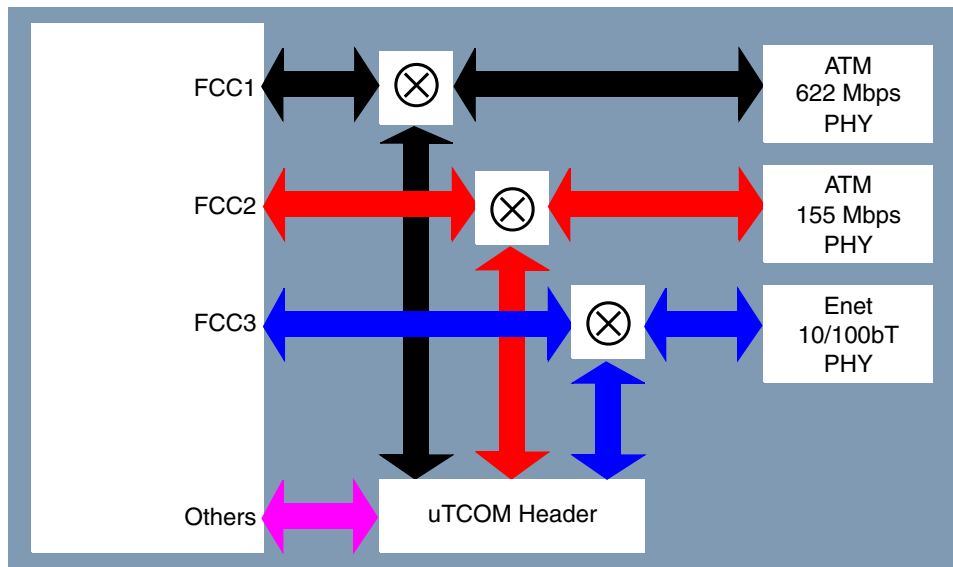 FCC1
ATM
622 Mbps
PHY
FCC2
ATM
155 Mbps
PHY
FCC3
Enet
10/100bT
PHY
Others
uTCOM Header